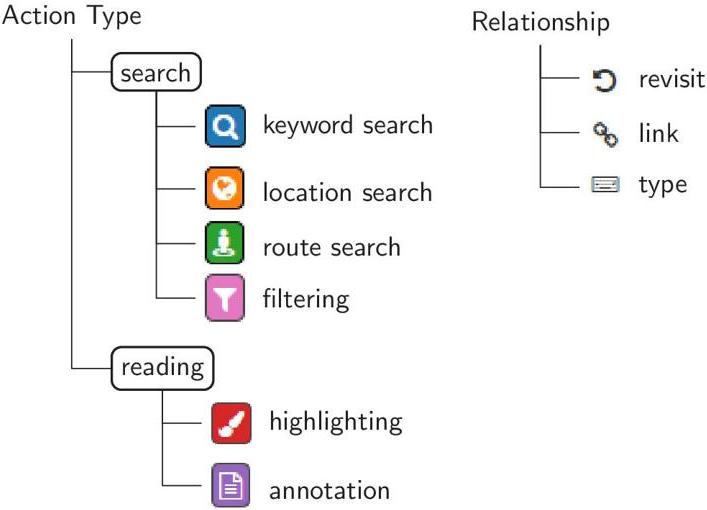 Action Type
search
keyword search
location search
route search
filtering
reading
highlighting
annotation
Relationship
revisit
link
type